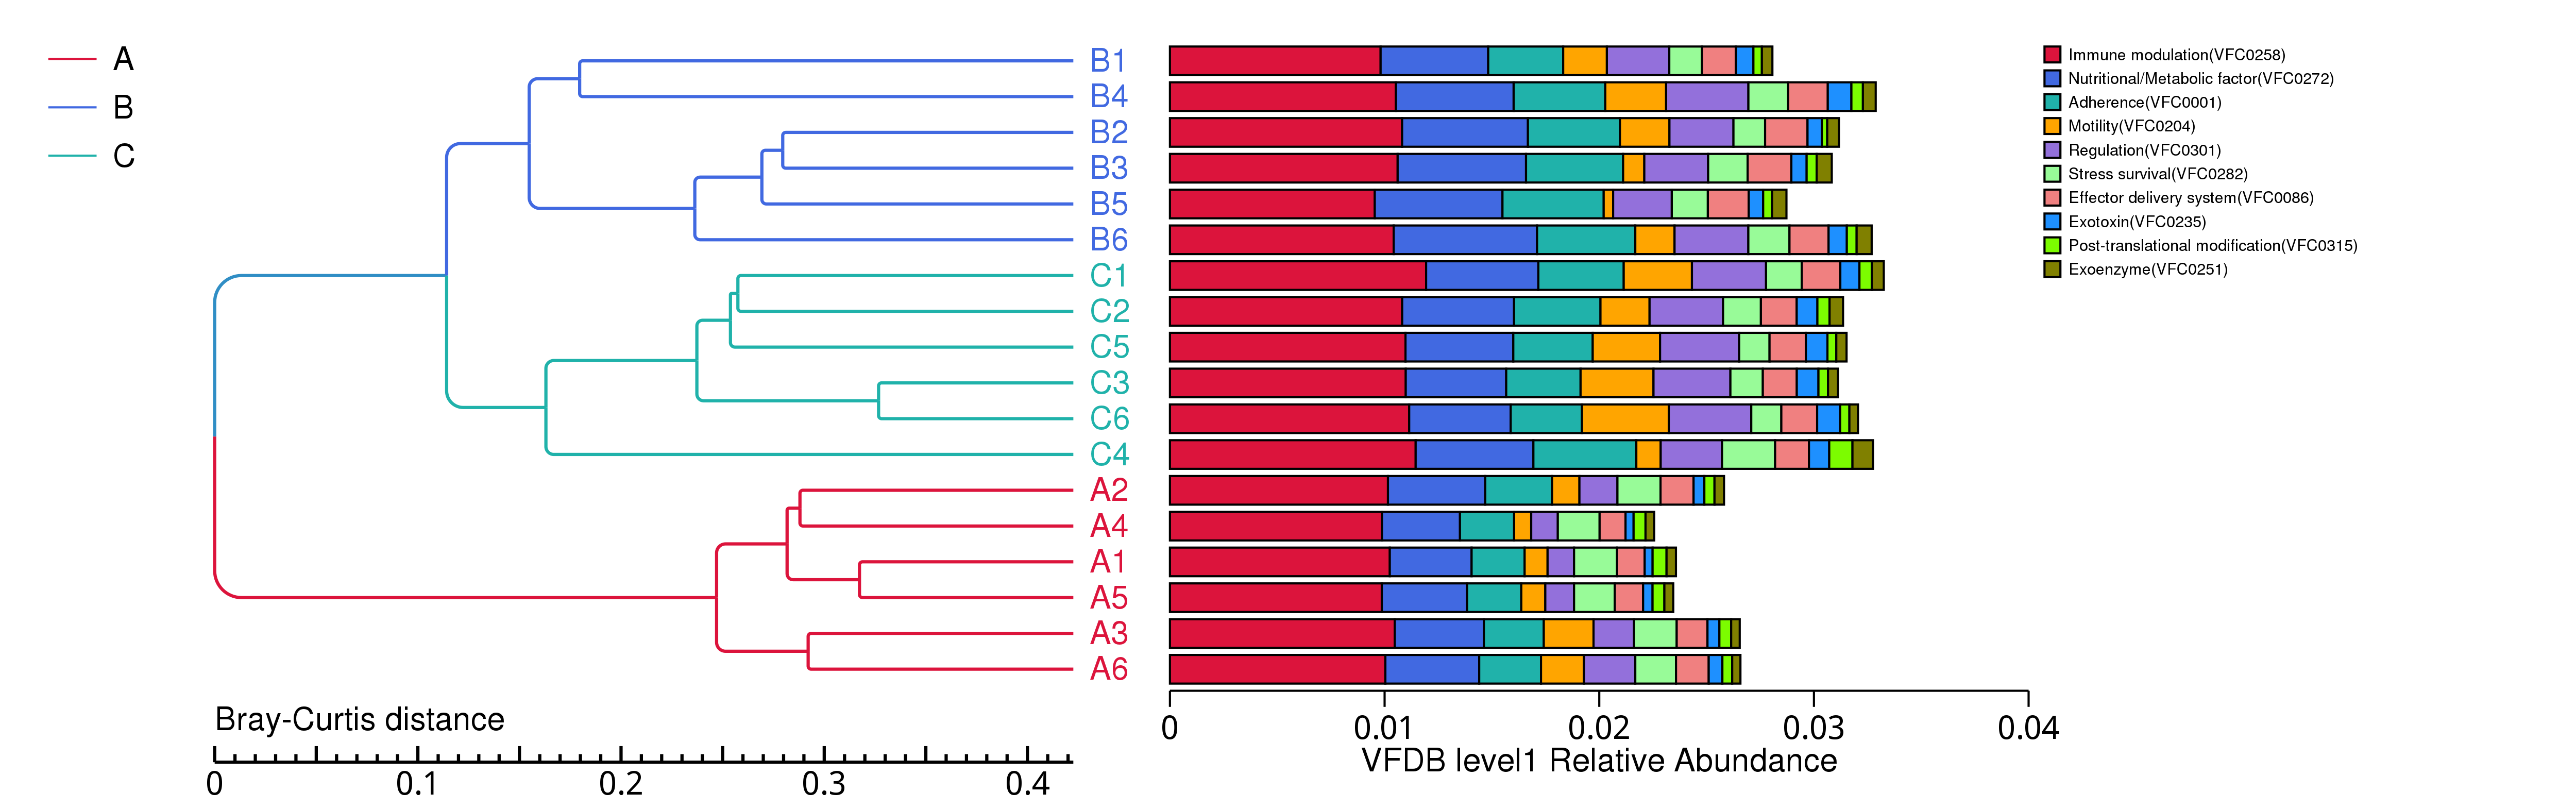 A
B
C
B1
B4
B2
B3
B5
B6
C1
C2
C5
C3
C6
C4
A2
A4
A1
A5
A3
A6
Bray-Curtis distance
0 0.1 0.2 0.3 0.4
0 0.01 0.02 0.03 0.04
VFDB level1 Relative Abundance
Immune modulation(VFC0258)
Nutritional/Metabolic factor(VFC0272)
Adherence(VFC0001)
Motility(VFC0204)
Regulation(VFC0301)
Stress survival(VFC0282)
Effector delivery system(VFC0086)
Exotoxin(VFC0235)
Post-translational modification(VFC0315)
Exoenzyme(VFC0251)